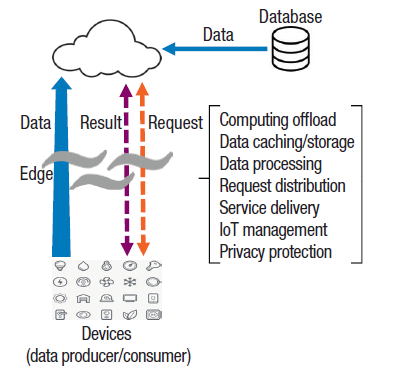 Database
Data
Data Result Request
Edge
Computing offload
Data caching/storage
Data processing
Request distribution
Service delivery
IoT management
Privacy protection
Devices
(data producer/consumer)